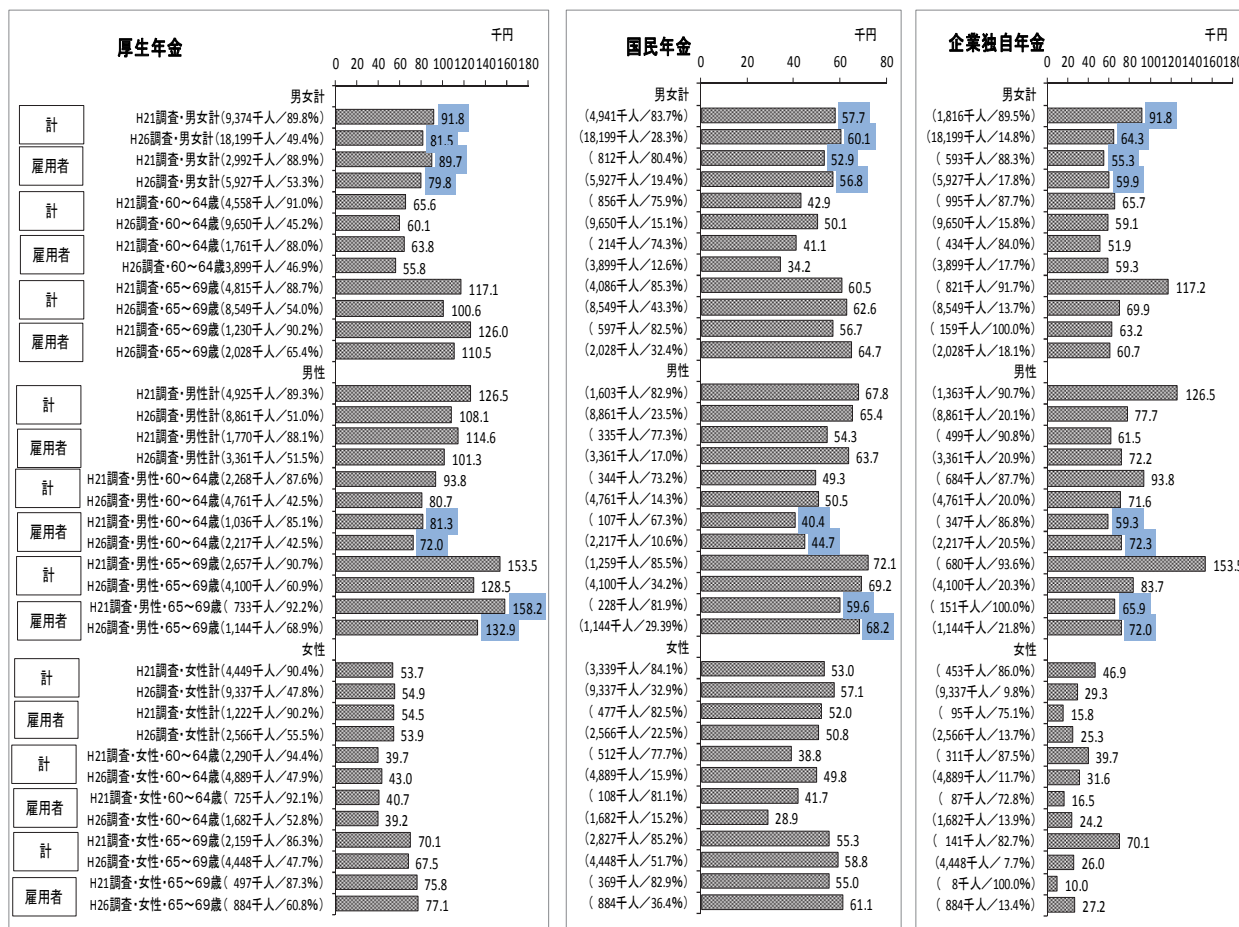 厚生年金
千円
0 20 40 60 80 100120140160180
男女計
計
H21調査・男女計(9,374千人/89.8%) 91.8
H26調査・男女計(18,199千人/49.4%) 81.5
雇用者
H21調査・男女計(2,992千人/88.9%) 89.7
H26調査・男女計(5,927千人/53.3%) 79.8
計
H21調査・60~64歳(4,558千人/91.0%) 65.6
H26調査・60~64歳(9,650千人/45.2%) 60.1
雇用者
H21調査・60~64歳(1,761千人/88.0%) 63.8
H26調査・60~64歳3,899千人/46.9%) 55.8
計
H21調査・65~69歳(4,815千人/88.7%) 117.1
H26調査・65~69歳(8,549千人/54.0%) 100.6
雇用者
H21調査・65~69歳(1,230千人/90.2%) 126.0
H26調査・65~69歳(2,028千人/65.4%) 110.5
男性
計
H21調査・男性計(4,925千人/89.3%) 126.5
H26調査・男性計(8,861千人/51.0%) 108.1
雇用者
H21調査・男性計(1,770千人/88.1%) 114.6
H26調査・男性計(3,361千人/51.5%) 101.3
計
H21調査・男性・60~64歳(2,268千人/87.6%) 93.8
H26調査・男性・60~64歳(4,761千人/42.5%) 80.7
雇用者
H21調査・男性・60~64歳(1,036千人/85.1%) 81.3
H26調査・男性・60~64歳(2,217千人/42.5%) 72.0
計
H21調査・男性・65~69歳(2,657千人/90.7%) 153.5
H26調査・男性・65~69歳(4,100千人/60.9%) 128.5
雇用者
H21調査・男性・65~69歳( 733千人/92.2%) 158.2
H26調査・男性・65~69歳(1,144千人/68.9%) 132.9
女性
計
H21調査・女性計(4,449千人/90.4%) 53.7
H26調査・女性計(9,337千人/47.8%) 54.9
雇用者
H21調査・女性計(1,222千人/90.2%) 54.5
H26調査・女性計(2,566千人/55.5%) 53.9
計
H21調査・女性・60~64歳(2,290千人/94.4%) 39.7
H26調査・女性・60~64歳(4,889千人/47.9%) 43.0
雇用者
H21調査・女性・60~64歳( 725千人/92.1%) 40.7
H26調査・女性・60~64歳(1,682千人/52.8%) 39.2
計
H21調査・女性・65~69歳(2,159千人/86.3%) 70.1
H26調査・女性・65~69歳(4,448千人/47.7%) 67.5
雇用者
H21調査・女性・65~69歳( 497千人/87.3%) 75.8
H26調査・女性・65~69歳( 884千人/60.8%) 77.1
国民年金
千円
0 20 40 60 80
男女計
(4,941千人/83.7%) 57.7
(18,199千人/28.3%) 60.1
( 812千人/80.4%) 52.9
(5,927千人/19.4%) 56.8
( 856千人/75.9%) 42.9
(9,650千人/15.1%) 50.1
( 214千人/74.3%) 41.1
(3,899千人/12.6%) 34.2
(4,086千人/85.3%) 60.5
(8,549千人/43.3%) 62.6
( 597千人/82.5%) 56.7
(2,028千人/32.4%) 64.7
男性
(1,603千人/82.9%) 67.8
(8,861千人/23.5%) 65.4
( 335千人/77.3%) 54.3
(3,361千人/17.0%) 63.7
( 344千人/73.2%) 49.3
(4,761千人/14.3%) 50.5
( 107千人/67.3%) 40.4
(2,217千人/10.6%) 44.7
(1,259千人/85.5%) 72.1
(4,100千人/34.2%) 69.2
( 228千人/81.9%) 59.6
(1,144千人/29.39%) 68.2
女性
(3,339千人/84.1%) 53.0
(9,337千人/32.9%) 57.1
( 477千人/82.5%) 52.0
(2,566千人/22.5%) 50.8
( 512千人/77.7%) 38.8
(4,889千人/15.9%) 49.8
( 108千人/81.1%) 41.7
(1,682千人/15.2%) 28.9
(2,827千人/85.2%) 55.3
(4,448千人/51.7%) 58.8
( 369千人/82.9%) 55.0
( 884千人/36.4%) 61.1
企業独自年金
千円
0 20 40 60 80 100120140160180
男女計
(1,816千人/89.5%) 91.8
(18,199千人/14.8%) 64.3
( 593千人/88.3%) 55.3
(5,927千人/17.8%) 59.9
( 995千人/87.7%) 65.7
(9,650千人/15.8%) 59.1
( 434千人/84.0%) 51.9
(3,899千人/17.7%) 59.3
( 821千人/91.7%) 117.2
(8,549千人/13.7%) 69.9
( 159千人/100.0%) 63.2
(2,028千人/18.1%) 60.7
男性
(1,363千人/90.7%) 126.5
(8,861千人/20.1%) 77.7
( 499千人/90.8%) 61.5
(3,361千人/20.9%) 72.2
( 684千人/87.7%) 93.8
(4,761千人/20.0%) 71.6
( 347千人/86.8%) 59.3
(2,217千人/20.5%) 72.3
( 680千人/93.6%) 153.5
(4,100千人/20.3%) 83.7
( 151千人/100.0%) 65.9
(1,144千人/21.8%) 72.0
女性
( 453千人/86.0%) 46.9
(9,337千人/9.8%) 29.3
( 95千人/75.1%) 15.8
(2,566千人/13.7%) 25.3
( 311千人/87.5%) 39.7
(4,889千人/11.7%) 31.6
( 87千人/72.8%) 16.5
(1,682千人/13.9%) 24.2
( 141千人/82.7%) 70.1
(4,448千人/ 7.7%) 26.0
( 8千人/100.0%) 10.0
( 884千人/13.4%) 27.2